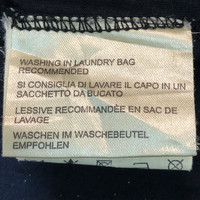 WASHING IN LAUNDRY BAG
RECOMMENDED
SI CONSIGLIA DI LAVARE IL CAPO IN UN
SACCHETTO DA BUCATO
LESSIVE RECOMMANDÉE EN SAC DE
LAVAGE
WASCHEN IM WASCHEBEUTEL
EMPFOHLEN